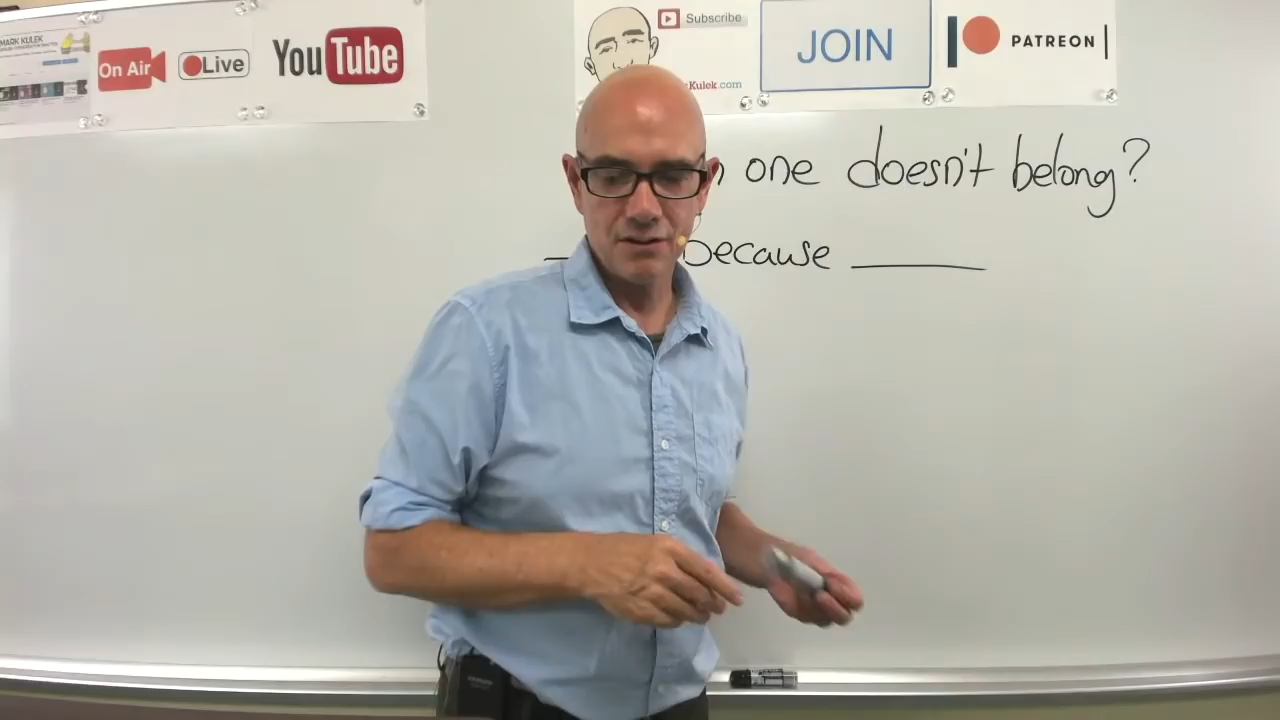 MARK KULEK
On Air
Live
YouTube
Subscribe
Kulek.com
JOIN
PATREON
one doesn't belong?
because